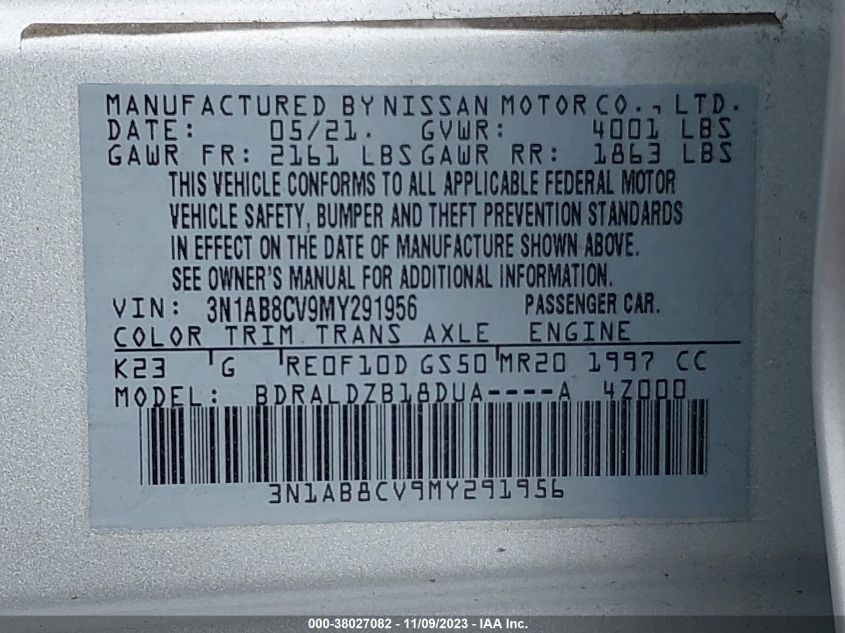 MANUFACTURED BY NISSAN MOTOR CO., LTD.
DATE: 05/21. GVWR: 4001 LBS
GAWR FR: 2161 LBS GAWR RR: 1863 LBS
THIS VEHICLE CONFORMS TO ALL APPLICABLE FEDERAL MOTOR
VEHICLE SAFETY, BUMPER AND THEFT PREVENTION STANDARDS
IN EFFECT ON THE DATE OF MANUFACTURE SHOWN ABOVE.
SEE OWNER'S MANUAL FOR ADDITIONAL INFORMATION.
VIN: 3N1AB8CV9MY291956 PASSENGER CAR.
COLOR TRIM TRANS AXLE ENGINE
K23 G RE0F10D GS50 MR20 1997 CC
MODEL: BDRALDZB18DUA----A 4Z000
3N1AB8CV9MY291956
000-38027082 - 11/09/2023 - IAA Inc.